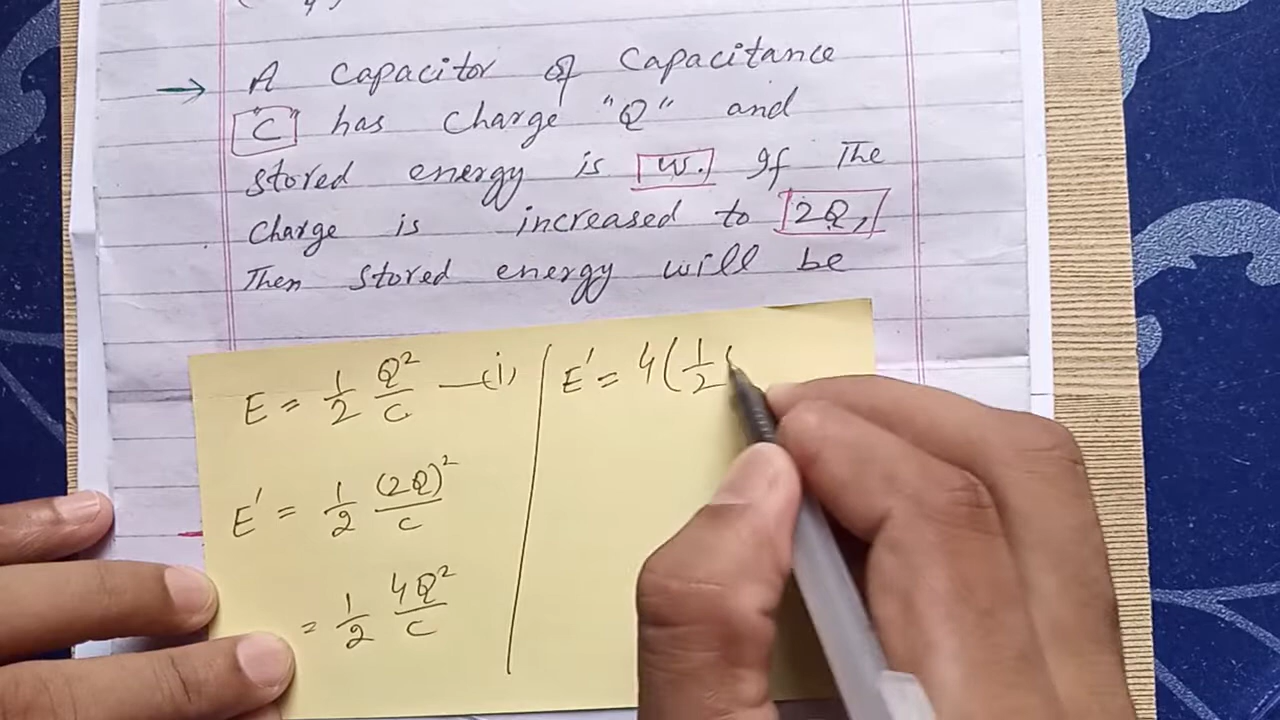 → A Capacitor of Capacitance
"C" has charge "Q" and
stored energy is W. If The
charge is increased to 2Q,
Then stored energy will be
E = 1/2 Q²/C —(i)
E' = 1/2 (2Q)²/C
= 1/2 4Q²/C
E' = 4(1/2